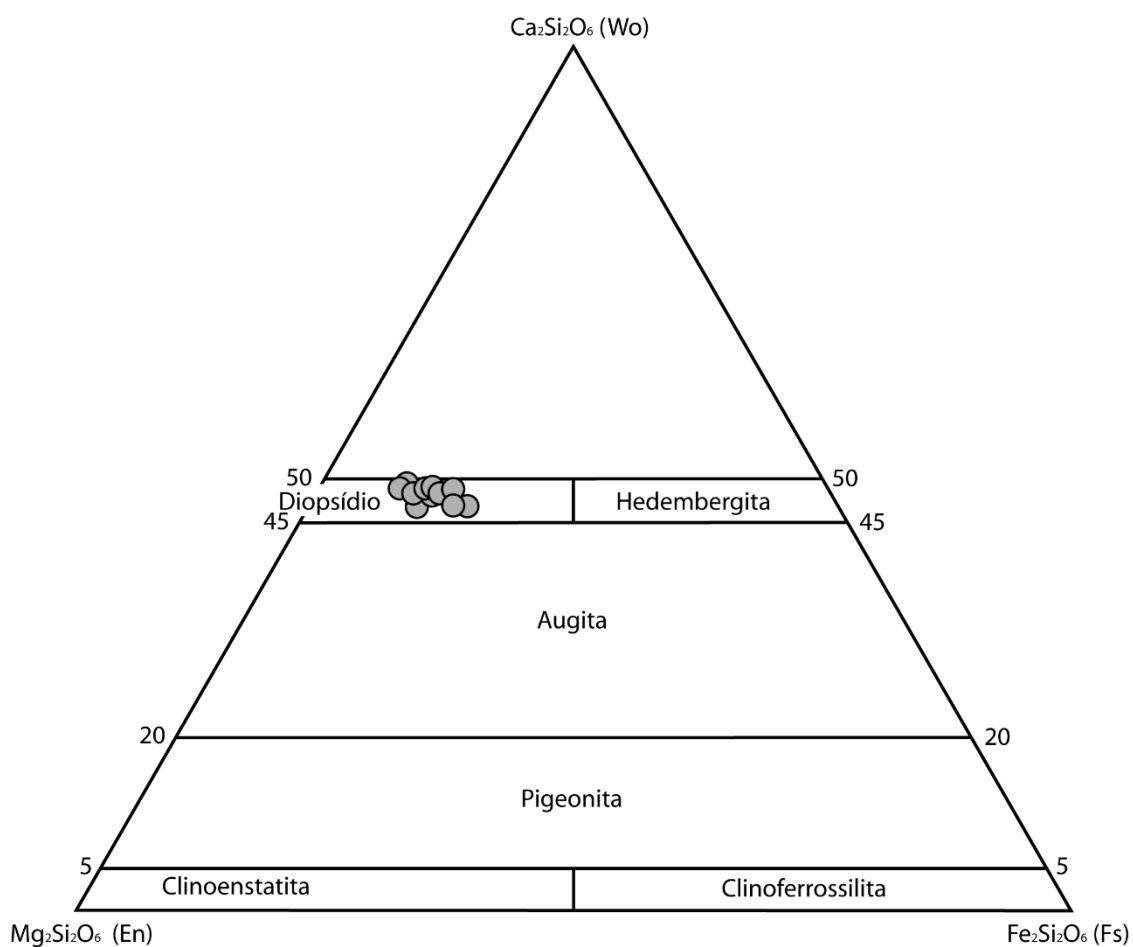 Ca₂Si₂O₆ (Wo)
50 50
Diopsídio Hedembergita
45 45
Augita
20 20
Pigeonita
5 5
Clinoenstatita Clinoferrossilita
Mg₂Si₂O₆ (En) Fe₂Si₂O₆ (Fs)